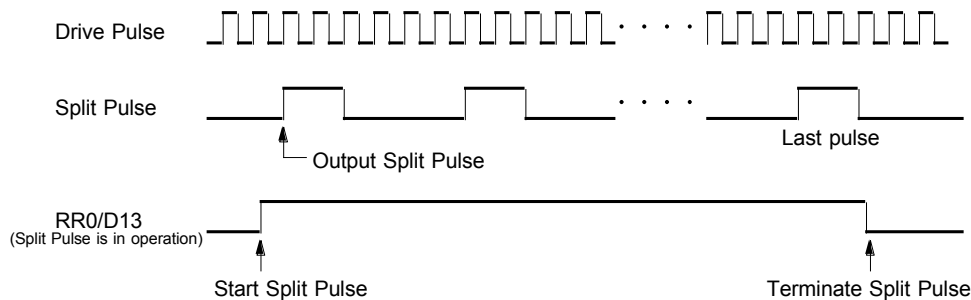 Drive Pulse
Split Pulse
Output Split Pulse
Last pulse
RR0/D13
(Split Pulse is in operation)
Start Split Pulse
Terminate Split Pulse